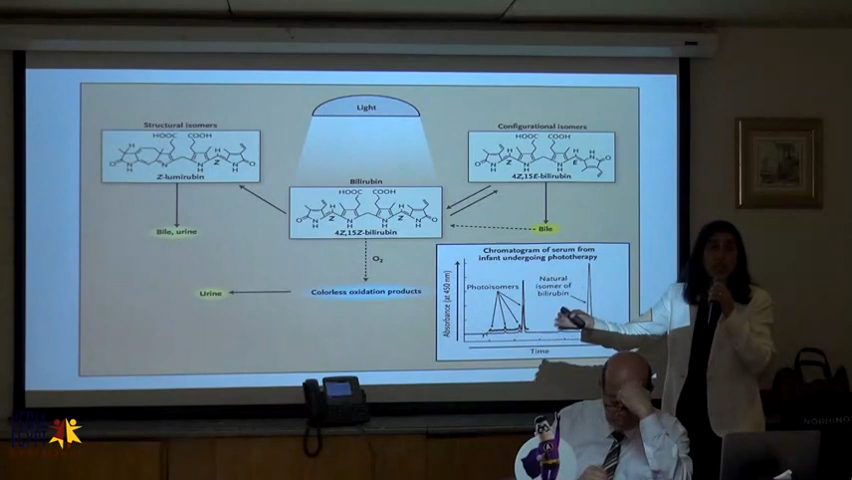 Light
Structural isomers
HOOC COOH
Z-lumirubin
Configurational isomers
HOOC COOH
4Z,15E-bilirubin
Bilirubin
HOOC COOH
4Z,15Z-bilirubin
Bile, urine
Bile
O₂
Urine
Colorless oxidation products
Chromatogram of serum from
infant undergoing phototherapy
Absorbance (at 450 nm)
Photoisomers
Natural
isomer of
bilirubin
Time